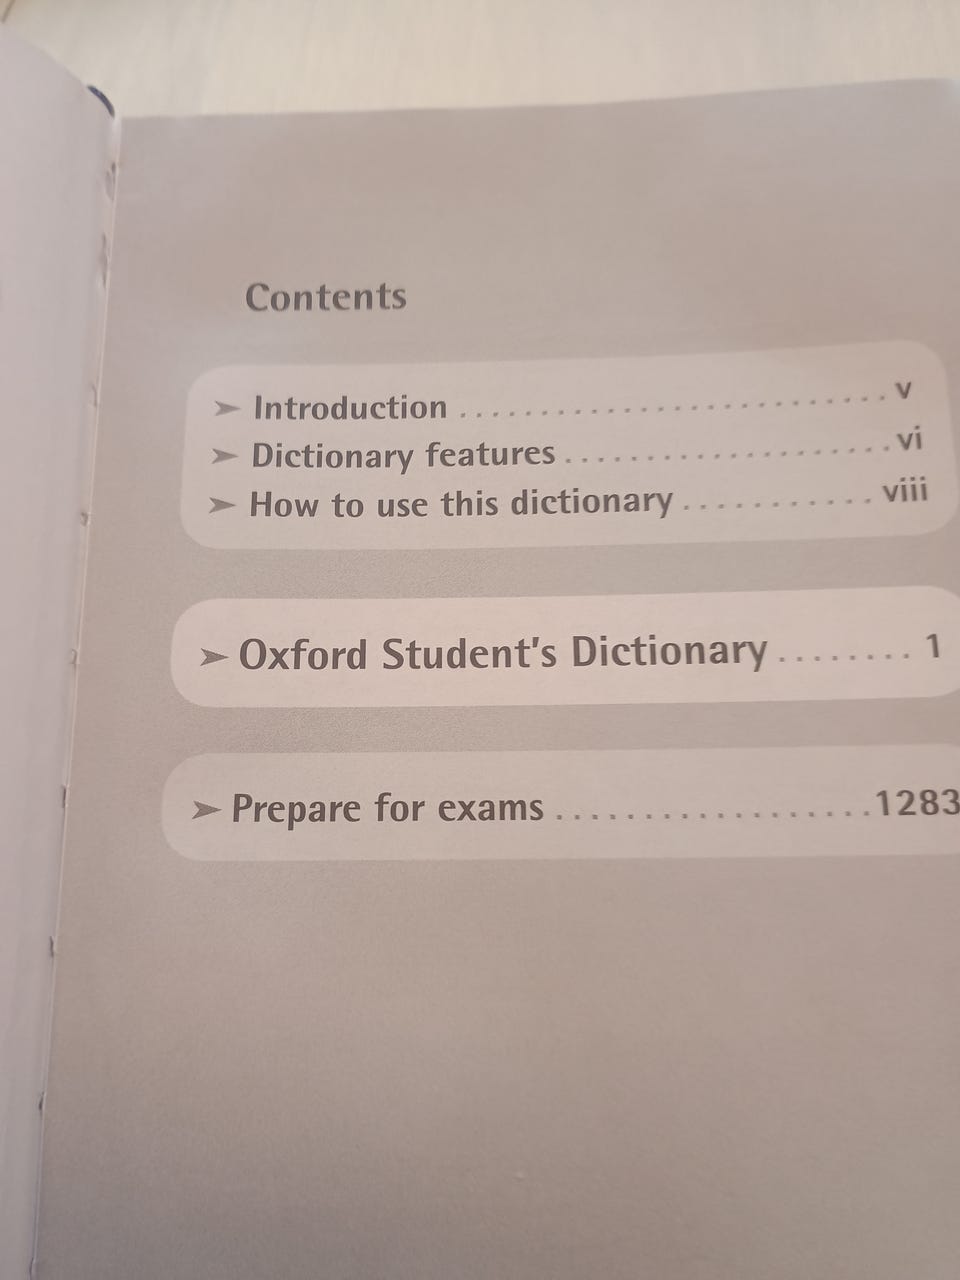 Contents
➤ Introduction ........................... v
➤ Dictionary features .................... vi
➤ How to use this dictionary ........... viii
➤ Oxford Student's Dictionary ........ 1
➤ Prepare for exams .................. 1283